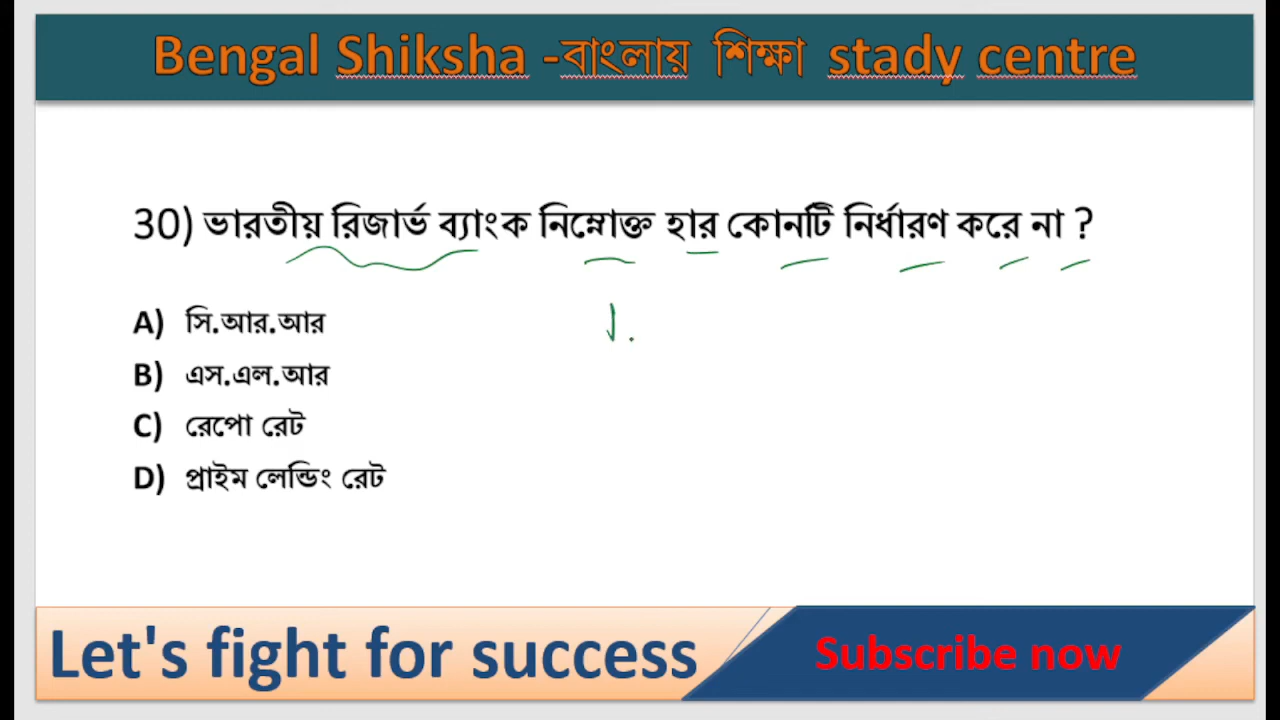 Bengal Shiksha -বাংলায় শিক্ষা stady centre
30) ভারতীয় রিজার্ভ ব্যাংক নিম্নোক্ত হার কোনটি নির্ধারণ করে না ?
A) সি.আর.আর
B) এস.এল.আর
C) রেপো রেট
D) প্রাইম লেন্ডিং রেট
Let's fight for success
Subscribe now